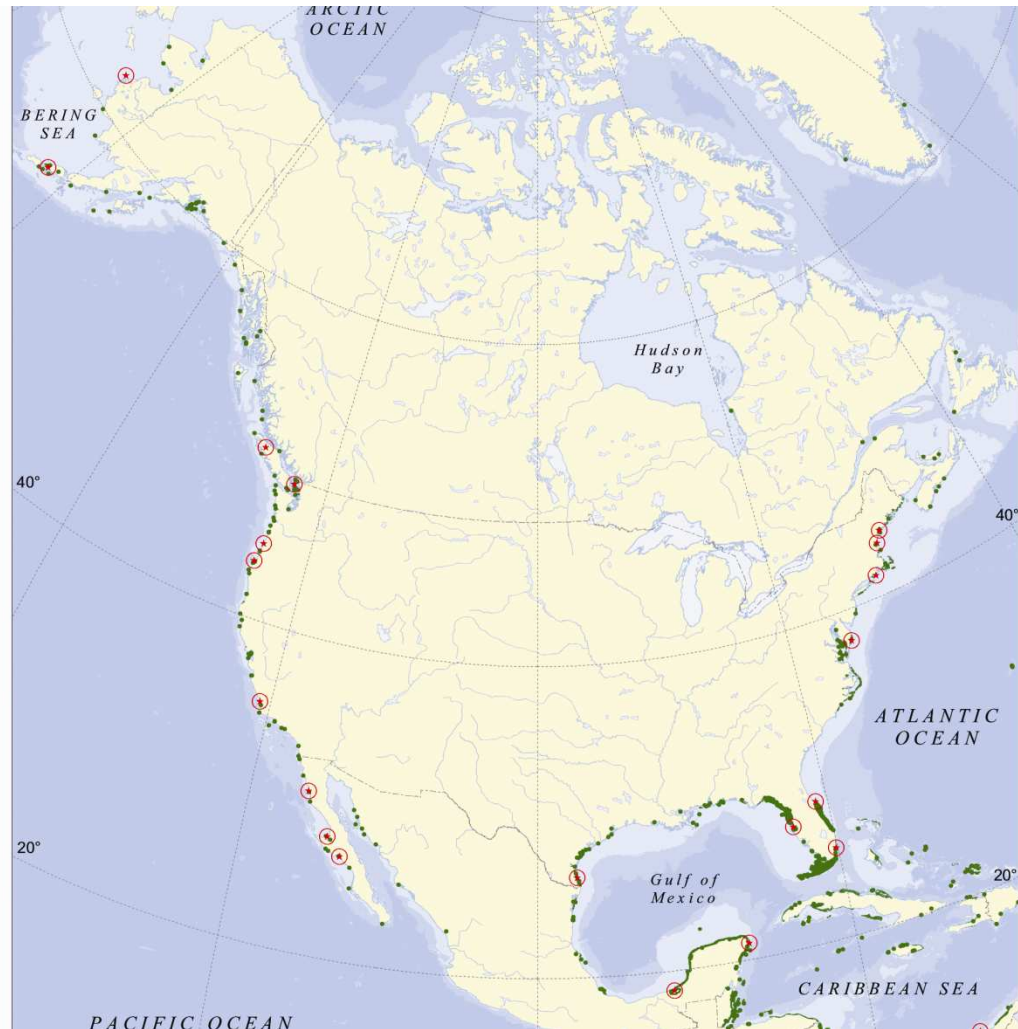 ARCTIC
OCEAN
BERING
SEA
Hudson
Bay
40°
40°
ATLANTIC
OCEAN
20°
20°
Gulf of
Mexico
CARIBBEAN SEA
PACIFIC OCEAN